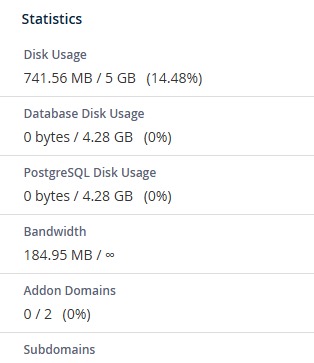 Statistics
Disk Usage
741.56 MB / 5 GB (14.48%)
Database Disk Usage
0 bytes / 4.28 GB (0%)
PostgreSQL Disk Usage
0 bytes / 4.28 GB (0%)
Bandwidth
184.95 MB / ∞
Addon Domains
0 / 2 (0%)
Subdomains